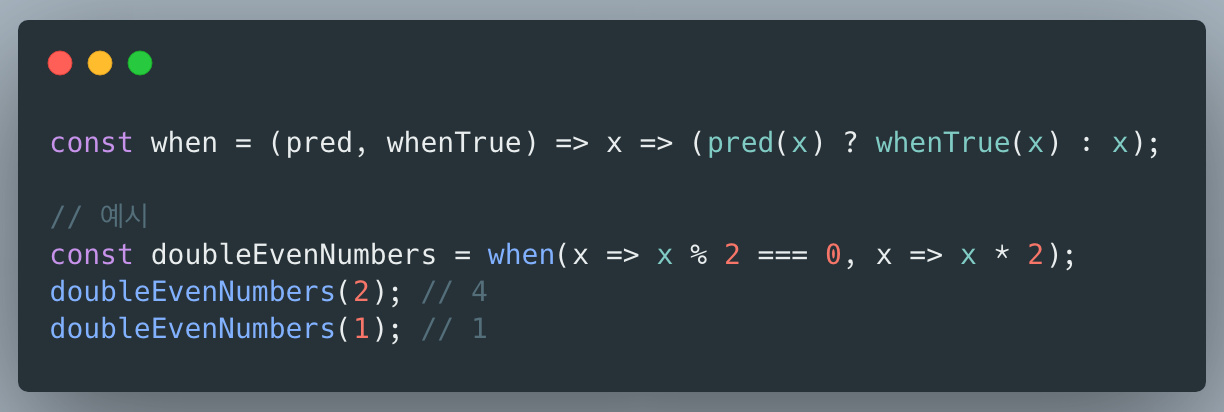 const when = (pred, whenTrue) => x => (pred(x) ? whenTrue(x) : x);
// 예시
const doubleEvenNumbers = when(x => x % 2 === 0, x => x * 2);
doubleEvenNumbers(2); // 4
doubleEvenNumbers(1); // 1